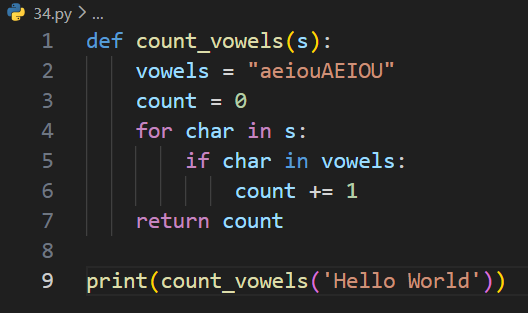 34.py > ...
1 def count_vowels(s):
2     vowels = "aeiouAEIOU"
3     count = 0
4     for char in s:
5         if char in vowels:
6             count += 1
7     return count
8
9 print(count_vowels('Hello World'))